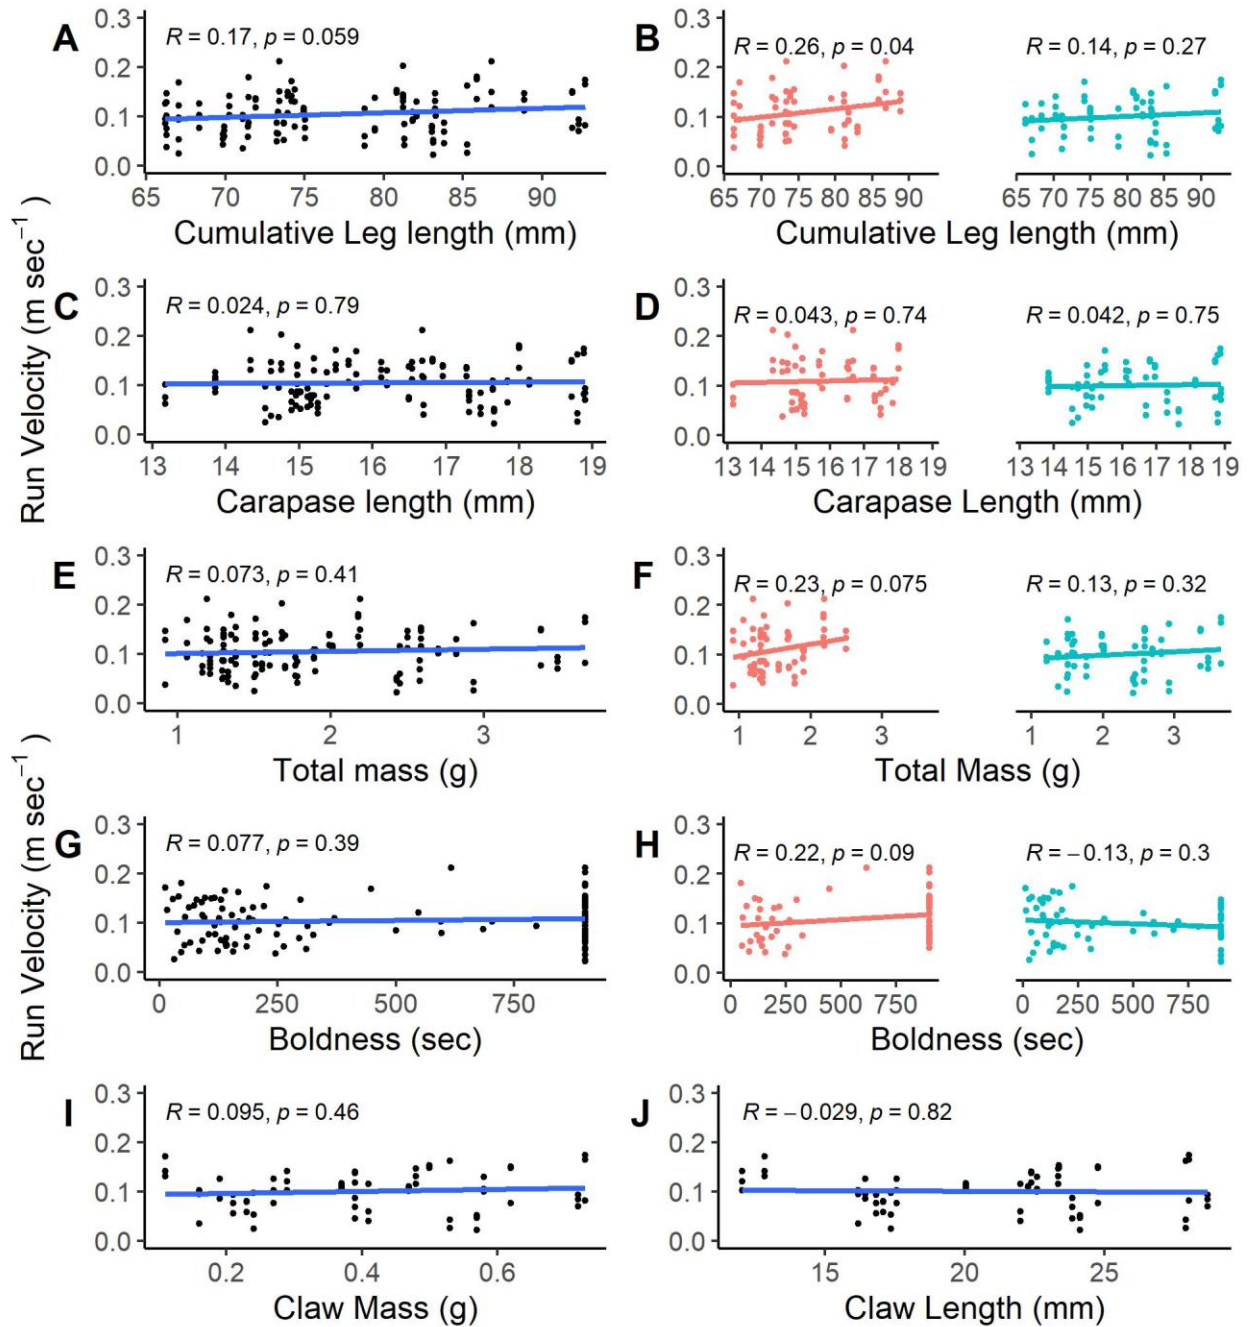 A
R = 0.17, p = 0.059
0.3
0.2
0.1
0.0
65 70 75 80 85 90
Cumulative Leg length (mm)
B
R = 0.26, p = 0.04
R = 0.14, p = 0.27
0.3
0.2
0.1
0.0
65 70 75 80 85 90
65 70 75 80 85 90
Cumulative Leg length (mm)
Run Velocity (m sec⁻¹ )
C
R = 0.024, p = 0.79
0.3
0.2
0.1
0.0
13 14 15 16 17 18 19
Carapase length (mm)
D
R = 0.043, p = 0.74
R = 0.042, p = 0.75
0.3
0.2
0.1
0.0
13 14 15 16 17 18 19
13 14 15 16 17 18 19
Carapase Length (mm)
E
R = 0.073, p = 0.41
0.3
0.2
0.1
0.0
1 2 3
Total mass (g)
F
R = 0.23, p = 0.075
R = 0.13, p = 0.32
0.3
0.2
0.1
0.0
1 2 3
1 2 3
Total Mass (g)
Run Velocity (m sec⁻¹ )
G
R = 0.077, p = 0.39
0.3
0.2
0.1
0.0
0 250 500 750
Boldness (sec)
H
R = 0.22, p = 0.09
R = −0.13, p = 0.3
0.3
0.2
0.1
0.0
0 250 500 750
0 250 500 750
Boldness (sec)
I
R = 0.095, p = 0.46
0.3
0.2
0.1
0.0
0.2 0.4 0.6
Claw Mass (g)
J
R = −0.029, p = 0.82
0.3
0.2
0.1
0.0
15 20 25
Claw Length (mm)